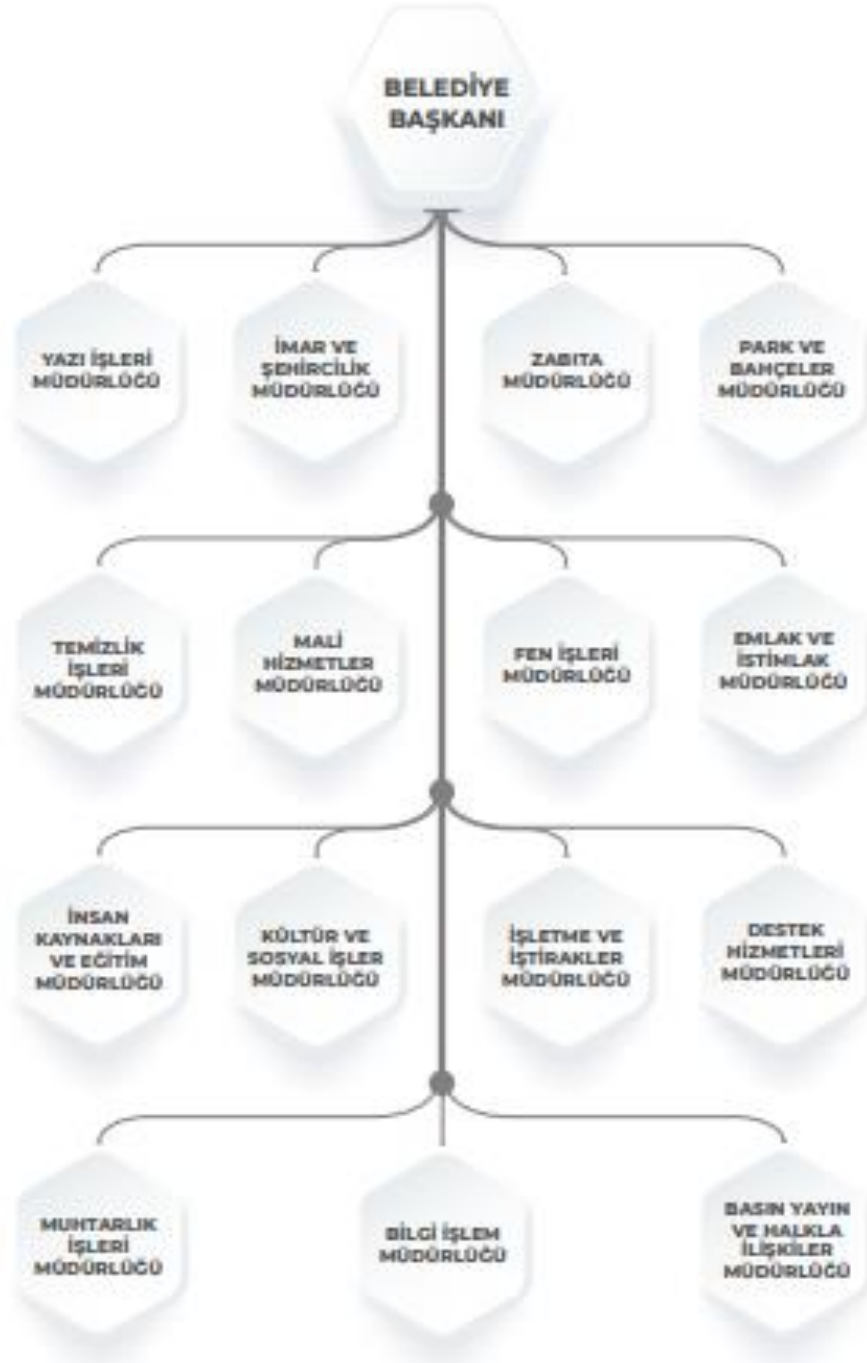 BELEDİYE
BAŞKANI
YAZI İŞLERİ
MÜDÜRLÜĞÜ
İMAR VE
ŞEHİRCİLİK
MÜDÜRLÜĞÜ
ZABITA
MÜDÜRLÜĞÜ
PARK VE
BAHÇELER
MÜDÜRLÜĞÜ
TEMİZLİK
İŞLERİ
MÜDÜRLÜĞÜ
MALİ
HİZMETLER
MÜDÜRLÜĞÜ
FEN İŞLERİ
MÜDÜRLÜĞÜ
EMLAK VE
İSTİMLAK
MÜDÜRLÜĞÜ
İNSAN
KAYNAKLARI
VE EĞİTİM
MÜDÜRLÜĞÜ
KÜLTÜR VE
SOSYAL İŞLER
MÜDÜRLÜĞÜ
İŞLETME VE
İŞTİRAKLER
MÜDÜRLÜĞÜ
DESTEK
HİZMETLERİ
MÜDÜRLÜĞÜ
MUHTARLIK
İŞLERİ
MÜDÜRLÜĞÜ
BİLGİ İŞLEM
MÜDÜRLÜĞÜ
BASIN YAYIN
VE HALKLA
İLİŞKİLER
MÜDÜRLÜĞÜ